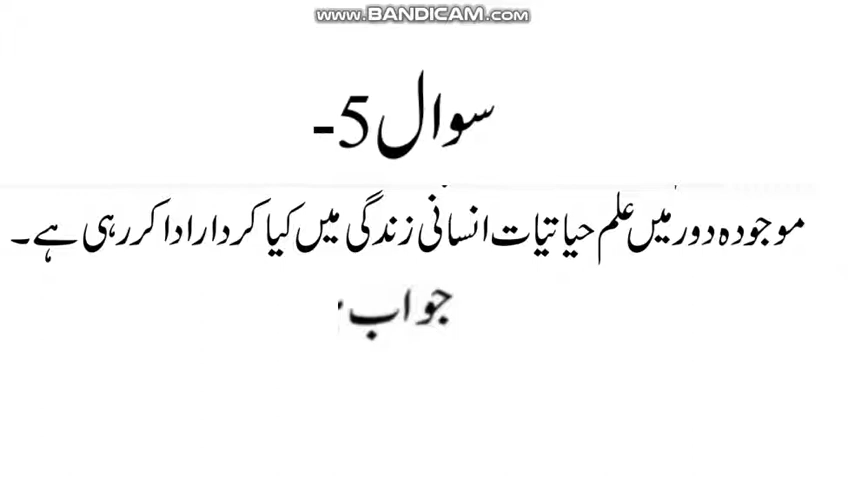 www.BANDICAM.com
سوال 5-
موجودہ دور میں علم حیاتیات انسانی زندگی میں کیا کردار ادا کر رہی ہے۔
جواب